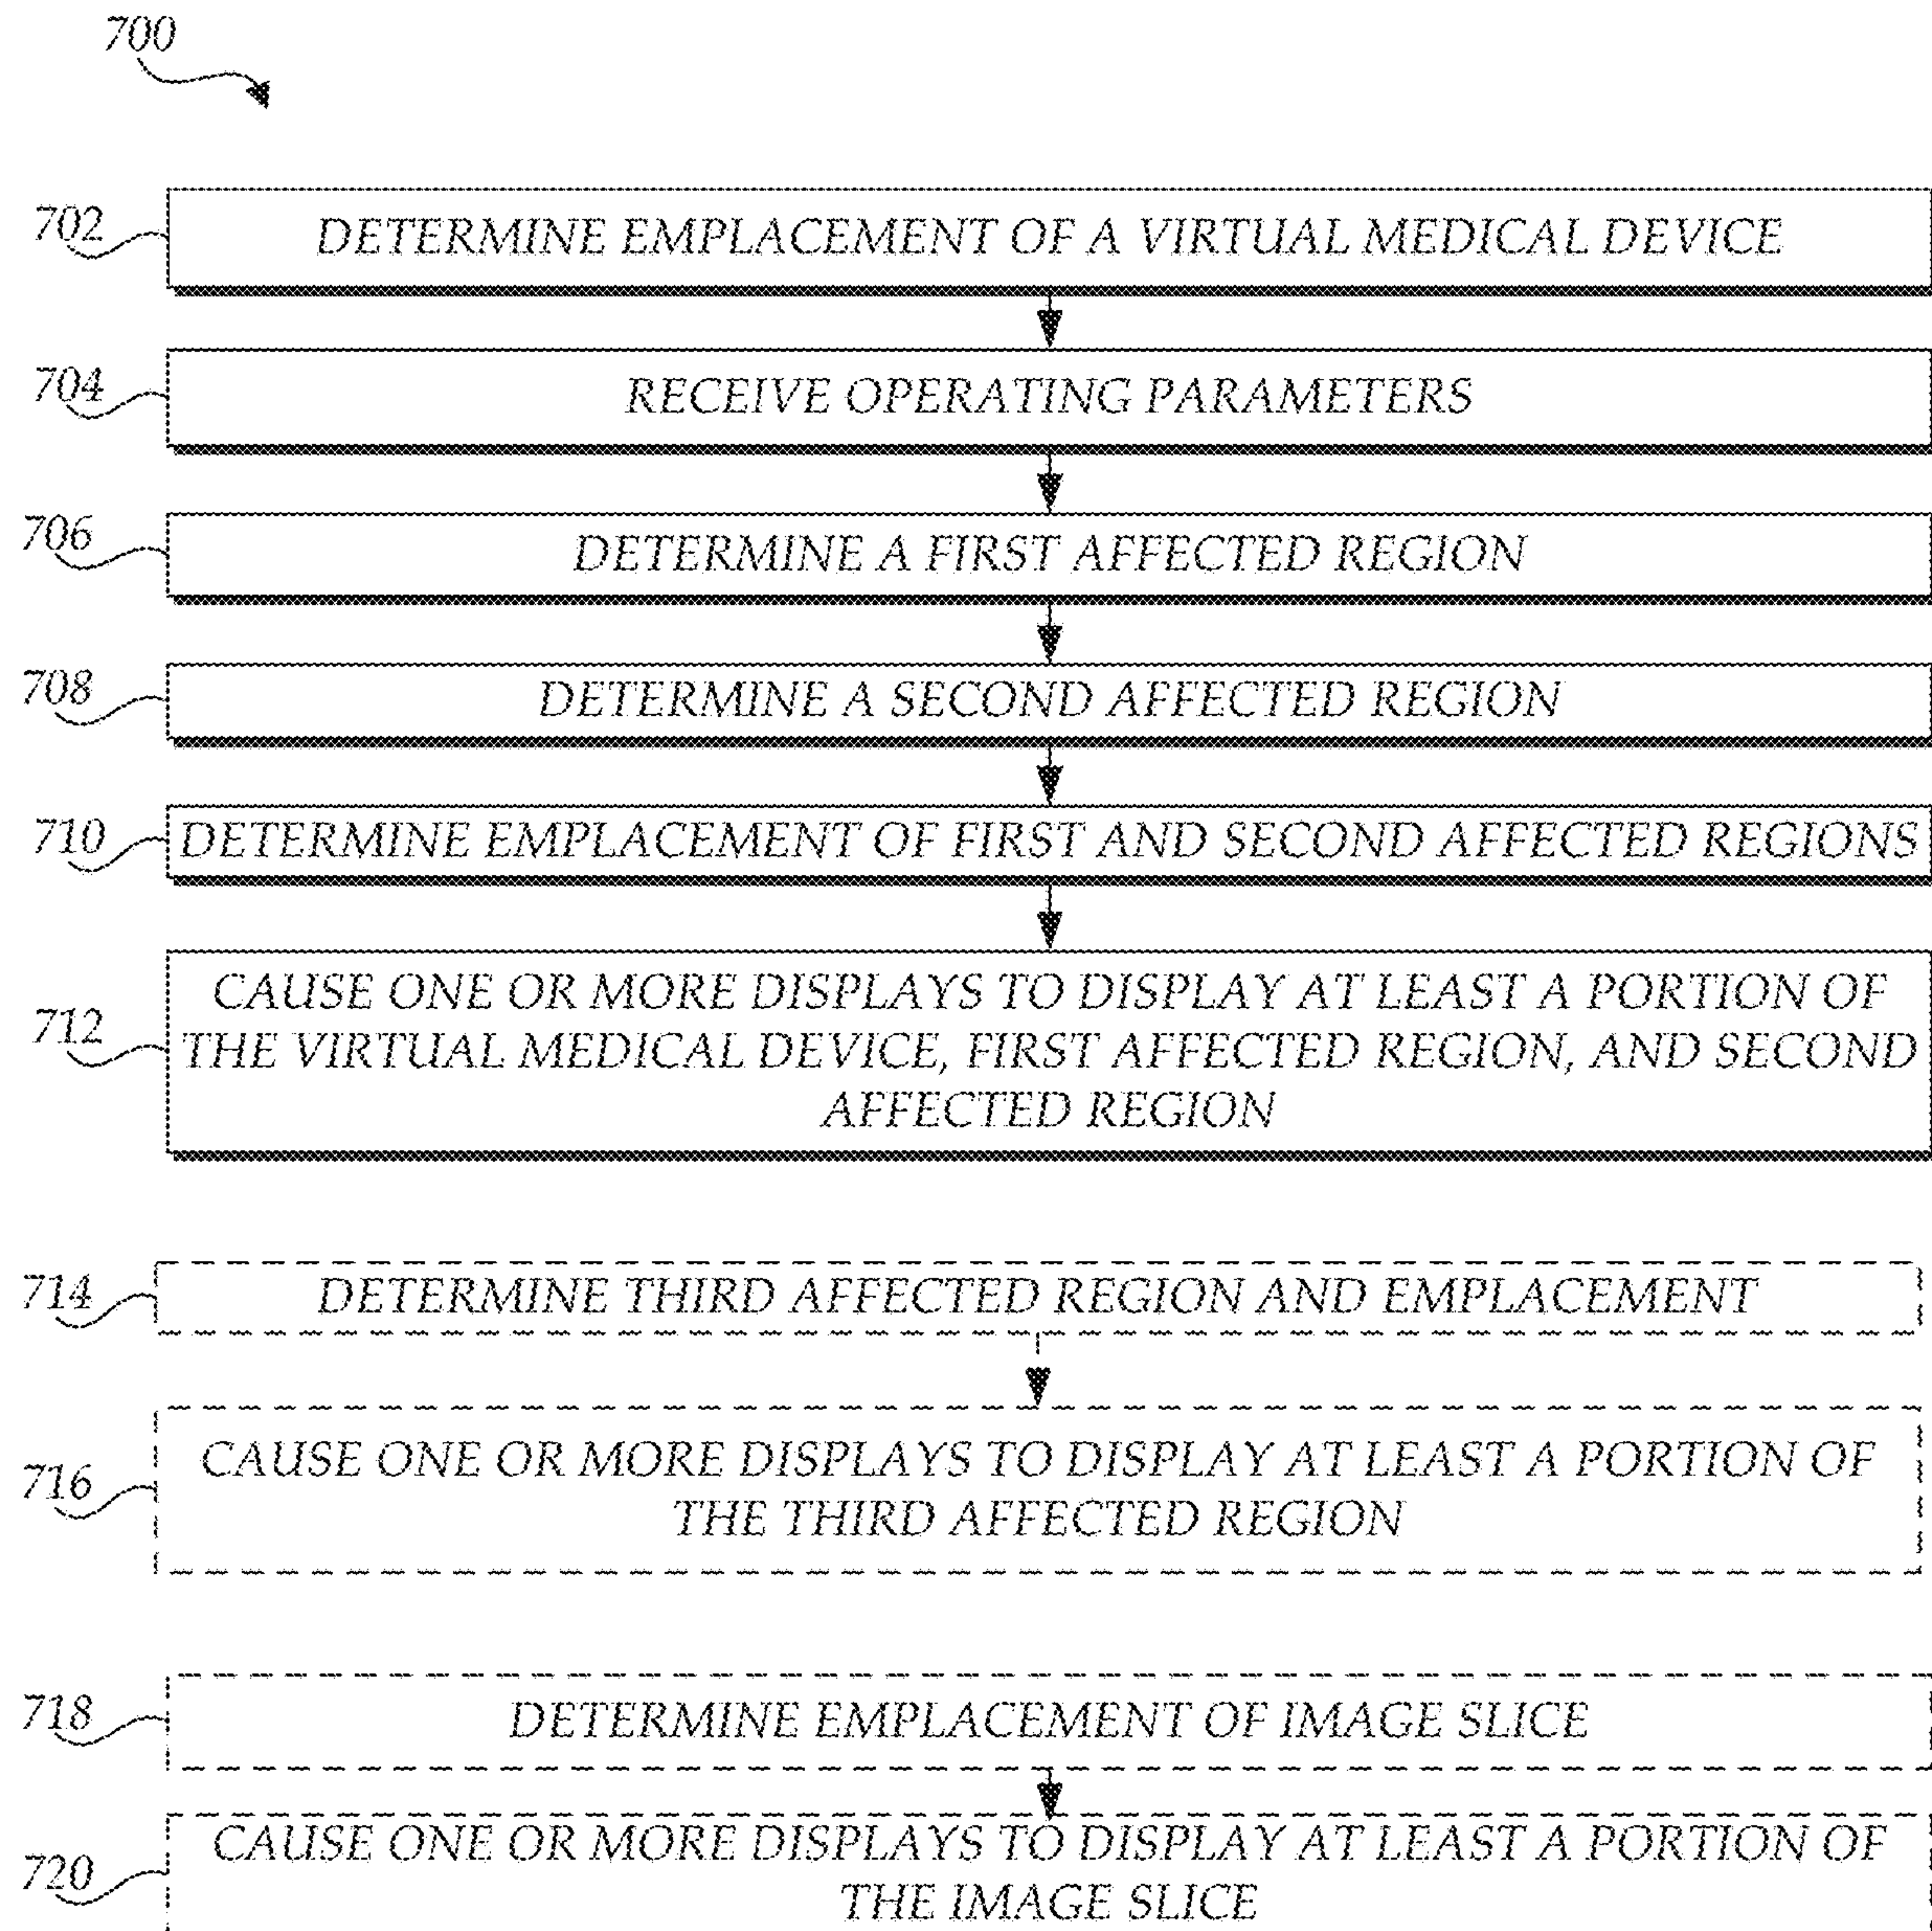 700
702
DETERMINE EMPLACEMENT OF A VIRTUAL MEDICAL DEVICE
704
RECEIVE OPERATING PARAMETERS
706
DETERMINE A FIRST AFFECTED REGION
708
DETERMINE A SECOND AFFECTED REGION
710
DETERMINE EMPLACEMENT OF FIRST AND SECOND AFFECTED REGIONS
712
CAUSE ONE OR MORE DISPLAYS TO DISPLAY AT LEAST A PORTION OF
THE VIRTUAL MEDICAL DEVICE, FIRST AFFECTED REGION, AND SECOND
AFFECTED REGION
714
DETERMINE THIRD AFFECTED REGION AND EMPLACEMENT
716
CAUSE ONE OR MORE DISPLAYS TO DISPLAY AT LEAST A PORTION OF
THE THIRD AFFECTED REGION
718
DETERMINE EMPLACEMENT OF IMAGE SLICE
720
CAUSE ONE OR MORE DISPLAYS TO DISPLAY AT LEAST A PORTION OF
THE IMAGE SLICE